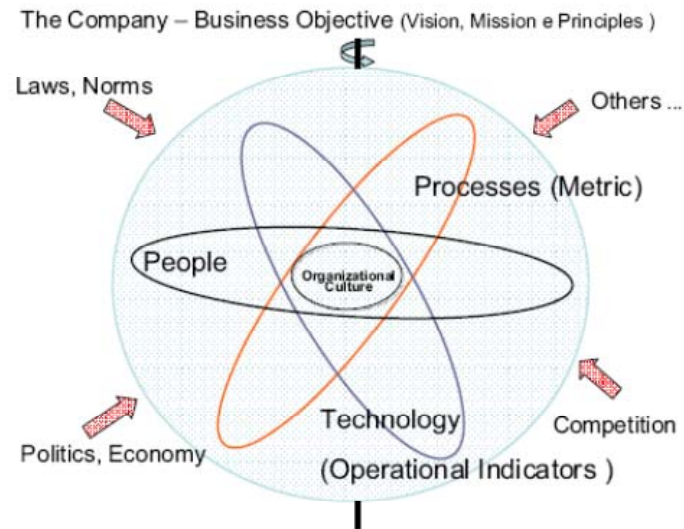 The Company – Business Objective (Vision, Mission e Principles )
Laws, Norms
Others ...
Processes (Metric)
People
Organizational
Culture
Technology
Competition
Politics, Economy
(Operational Indicators )